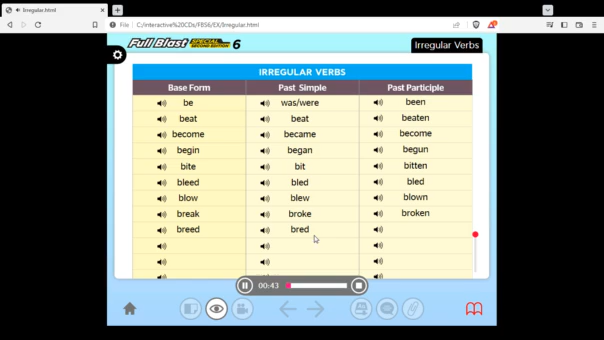 Irregular.html
File C:/Interactive%20CDs/FBS6/EX/Irregular.html
Full Blast SECOND EDITION 6
Irregular Verbs
IRREGULAR VERBS
Base Form Past Simple Past Participle
be was/were been
beat beat beaten
become became become
begin began begun
bite bit bitten
bleed bled bled
blow blew blown
break broke broken
breed bred
00:43